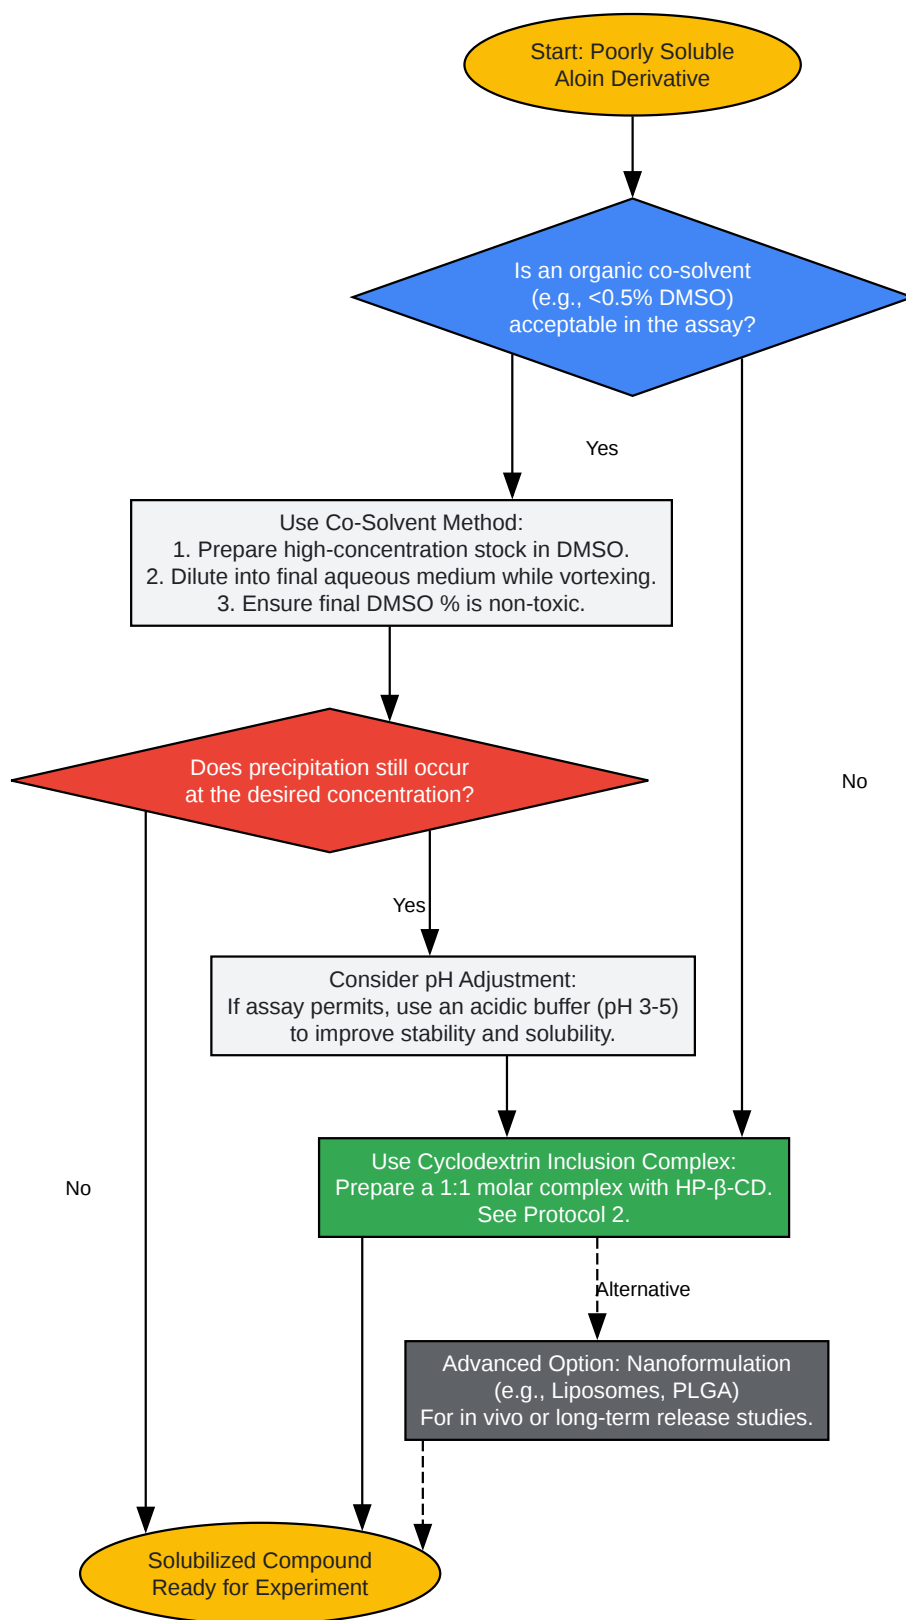 Start: Poorly Soluble
Aloin Derivative
Is an organic co-solvent
(e.g., <0.5% DMSO)
acceptable in the assay?
Yes
Use Co-Solvent Method:
1. Prepare high-concentration stock in DMSO.
2. Dilute into final aqueous medium while vortexing.
3. Ensure final DMSO % is non-toxic.
Does precipitation still occur
at the desired concentration?
No
Yes
Consider pH Adjustment:
If assay permits, use an acidic buffer (pH 3-5)
to improve stability and solubility.
Use Cyclodextrin Inclusion Complex:
Prepare a 1:1 molar complex with HP-β-CD.
See Protocol 2.
No
Alternative
Advanced Option: Nanoformulation
(e.g., Liposomes, PLGA)
For in vivo or long-term release studies.
Solubilized Compound
Ready for Experiment